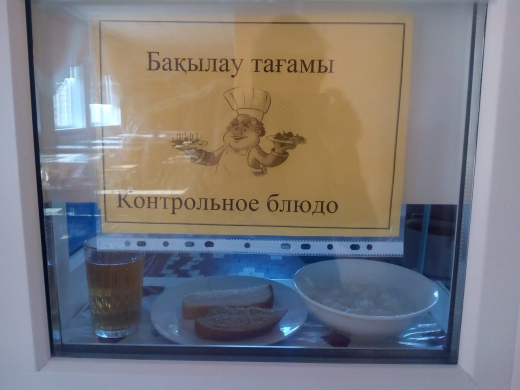 Бақылау тағамы
Контрольное блюдо